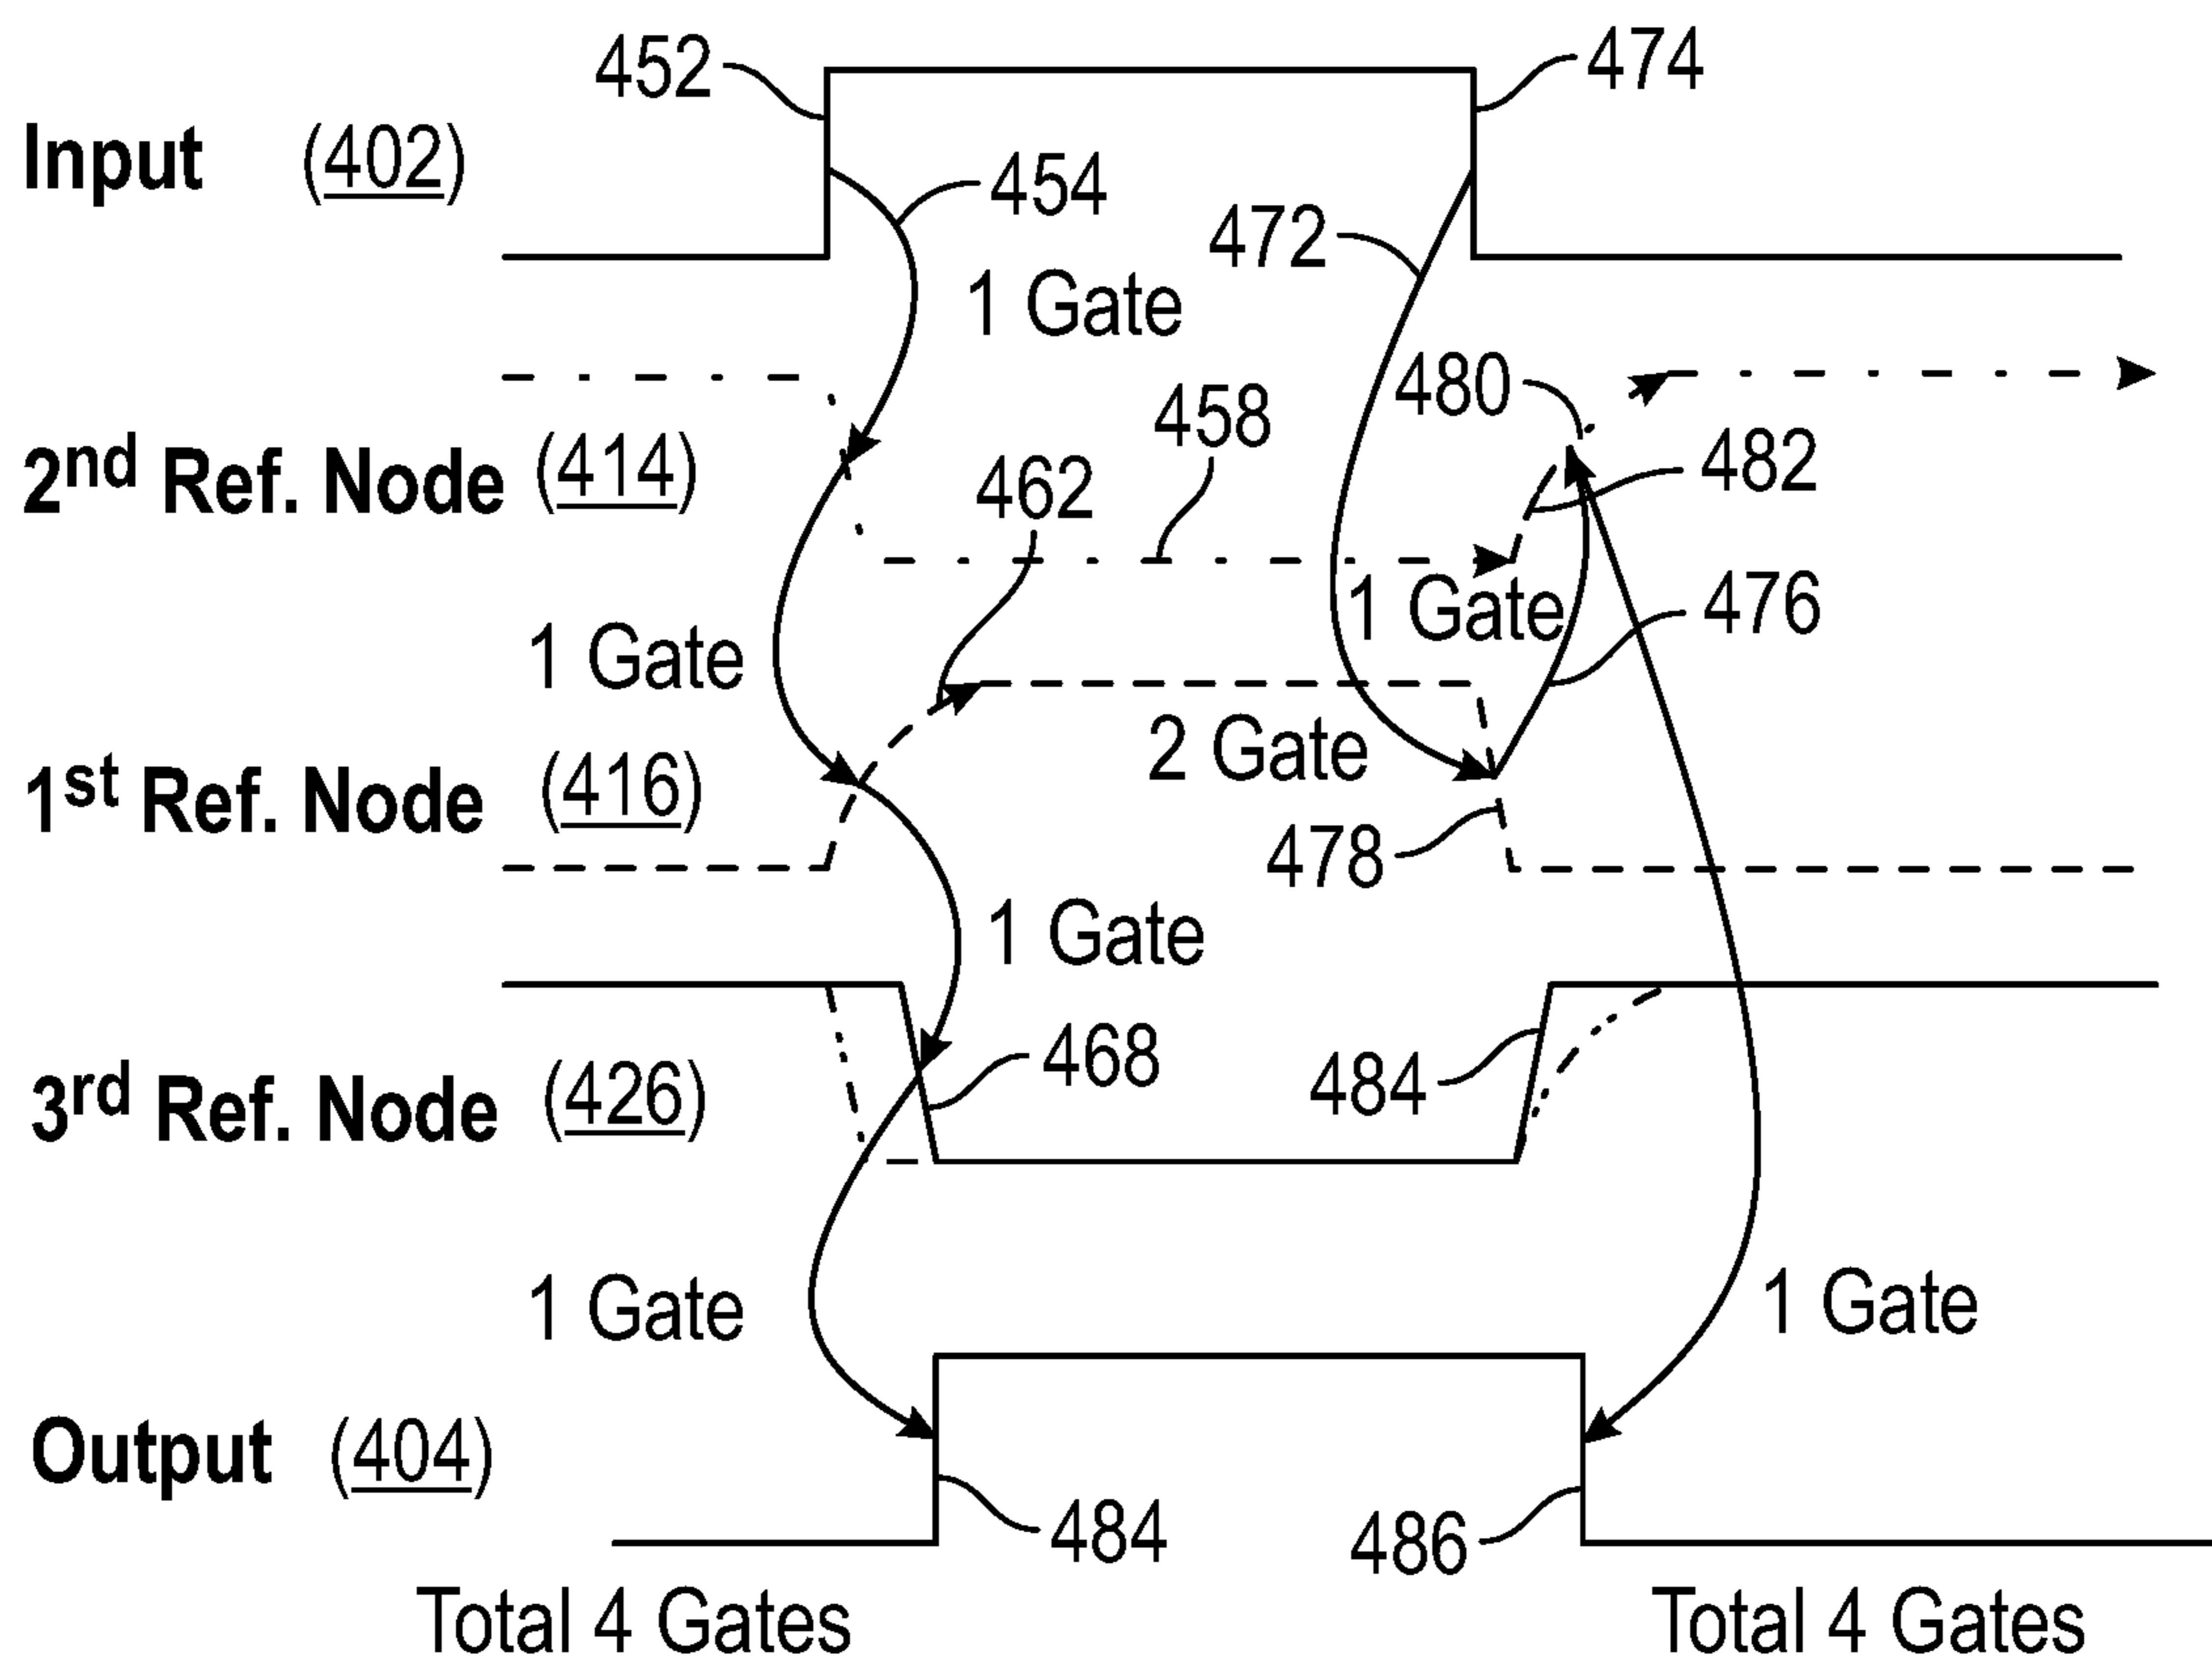 452
474
Input (402)
454
472
1 Gate
480
458
482
2nd Ref. Node (414)
462
1 Gate
476
1 Gate
2 Gate
1st Ref. Node (416)
478
1 Gate
468
484
3rd Ref. Node (426)
1 Gate
1 Gate
Output (404)
484
486
Total 4 Gates
Total 4 Gates